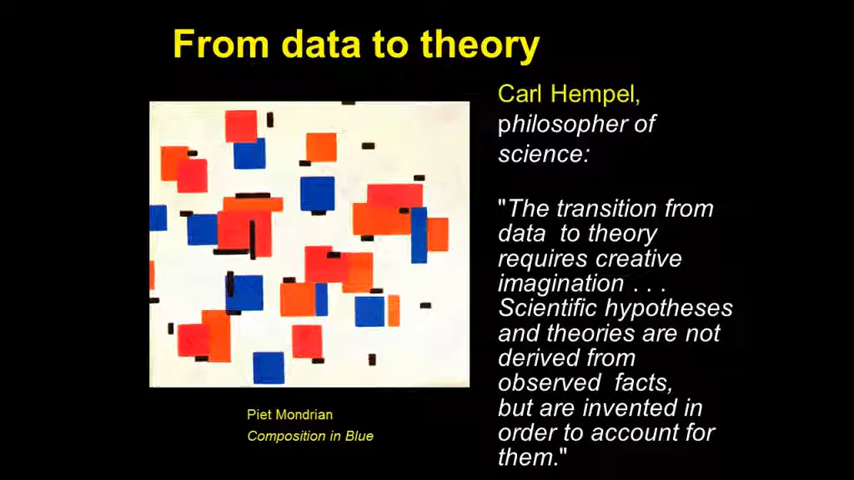 From data to theory
Carl Hempel,
philosopher of
science:
"The transition from
data to theory
requires creative
imagination . . .
Scientific hypotheses
and theories are not
derived from
observed facts,
but are invented in
order to account for
them."
Piet Mondrian
Composition in Blue